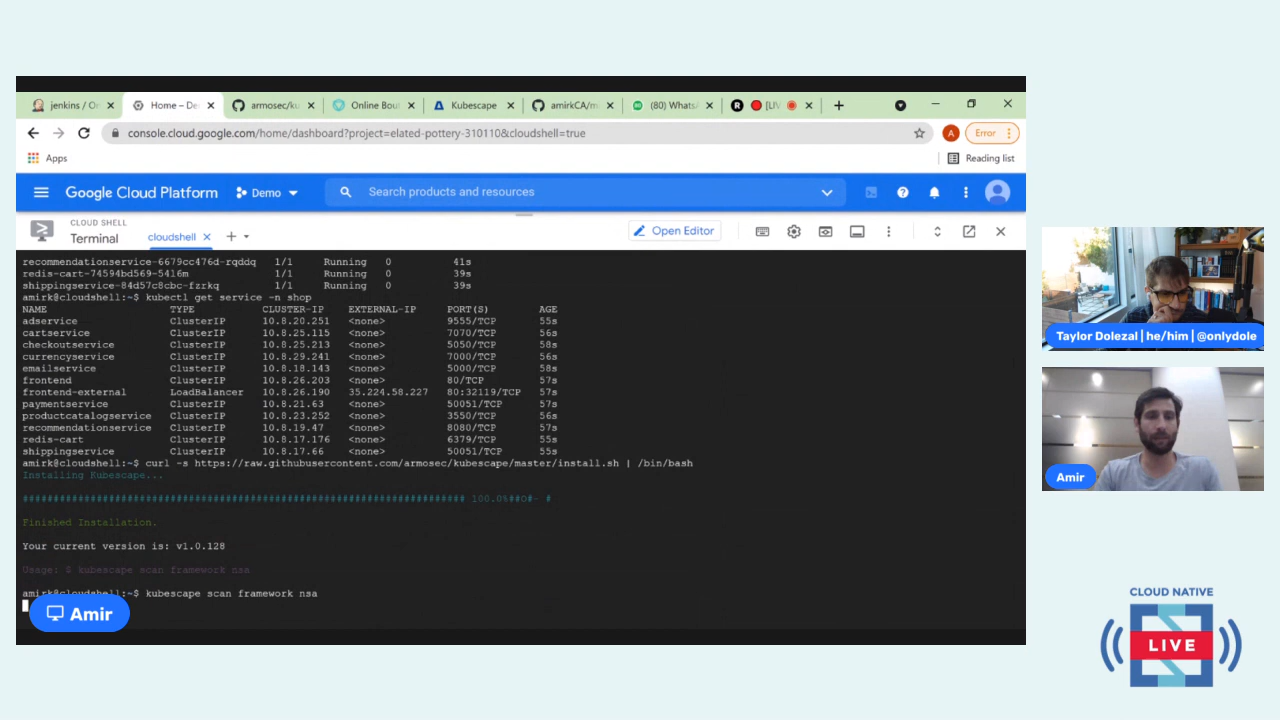 jenkins / O
Home – De
armosec/ku
Online Bou
Kubescape
amirkCA/m
(80) Whats
[LIV
console.cloud.google.com/home/dashboard?project=elated-pottery-310110&cloudshell=true
A
Error
Apps
Reading list
Google Cloud Platform
Demo
Search products and resources
CLOUD SHELL
Terminal
cloudshell
Open Editor
recommendationservice-6679cc476d-rqddq 1/1 Running 0 41s
redis-cart-74594bd569-5416m 1/1 Running 0 39s
shippingservice-84d57c8cbc-fzrkq 1/1 Running 0 39s
amirk@cloudshell:~$ kubectl get service -n shop
NAME TYPE CLUSTER-IP EXTERNAL-IP PORT(S) AGE
adservice ClusterIP 10.8.20.251 <none> 9555/TCP 55s
cartservice ClusterIP 10.8.25.115 <none> 7070/TCP 56s
checkoutservice ClusterIP 10.8.25.213 <none> 5050/TCP 58s
currencyservice ClusterIP 10.8.29.241 <none> 7000/TCP 56s
emailservice ClusterIP 10.8.18.143 <none> 5000/TCP 58s
frontend ClusterIP 10.8.26.203 <none> 80/TCP 57s
frontend-external LoadBalancer 10.8.26.190 35.224.58.227 80:32119/TCP 57s
paymentservice ClusterIP 10.8.21.63 <none> 50051/TCP 57s
productcatalogservice ClusterIP 10.8.23.252 <none> 3550/TCP 56s
recommendationservice ClusterIP 10.8.19.47 <none> 8080/TCP 57s
redis-cart ClusterIP 10.8.17.176 <none> 6379/TCP 55s
shippingservice ClusterIP 10.8.17.66 <none> 50051/TCP 55s
amirk@cloudshell:~$ curl -s https://raw.githubusercontent.com/armosec/kubescape/master/install.sh | /bin/bash
Installing Kubescape...
######################################################################## 100.0%##O#- #
Finished Installation.
Your current version is: v1.0.128
Usage: $ kubescape scan framework nsa
amirk@cloudshell:~$ kubescape scan framework nsa
Amir
Taylor Dolezal | he/him | @onlydole
Amir
CLOUD NATIVE
LIVE